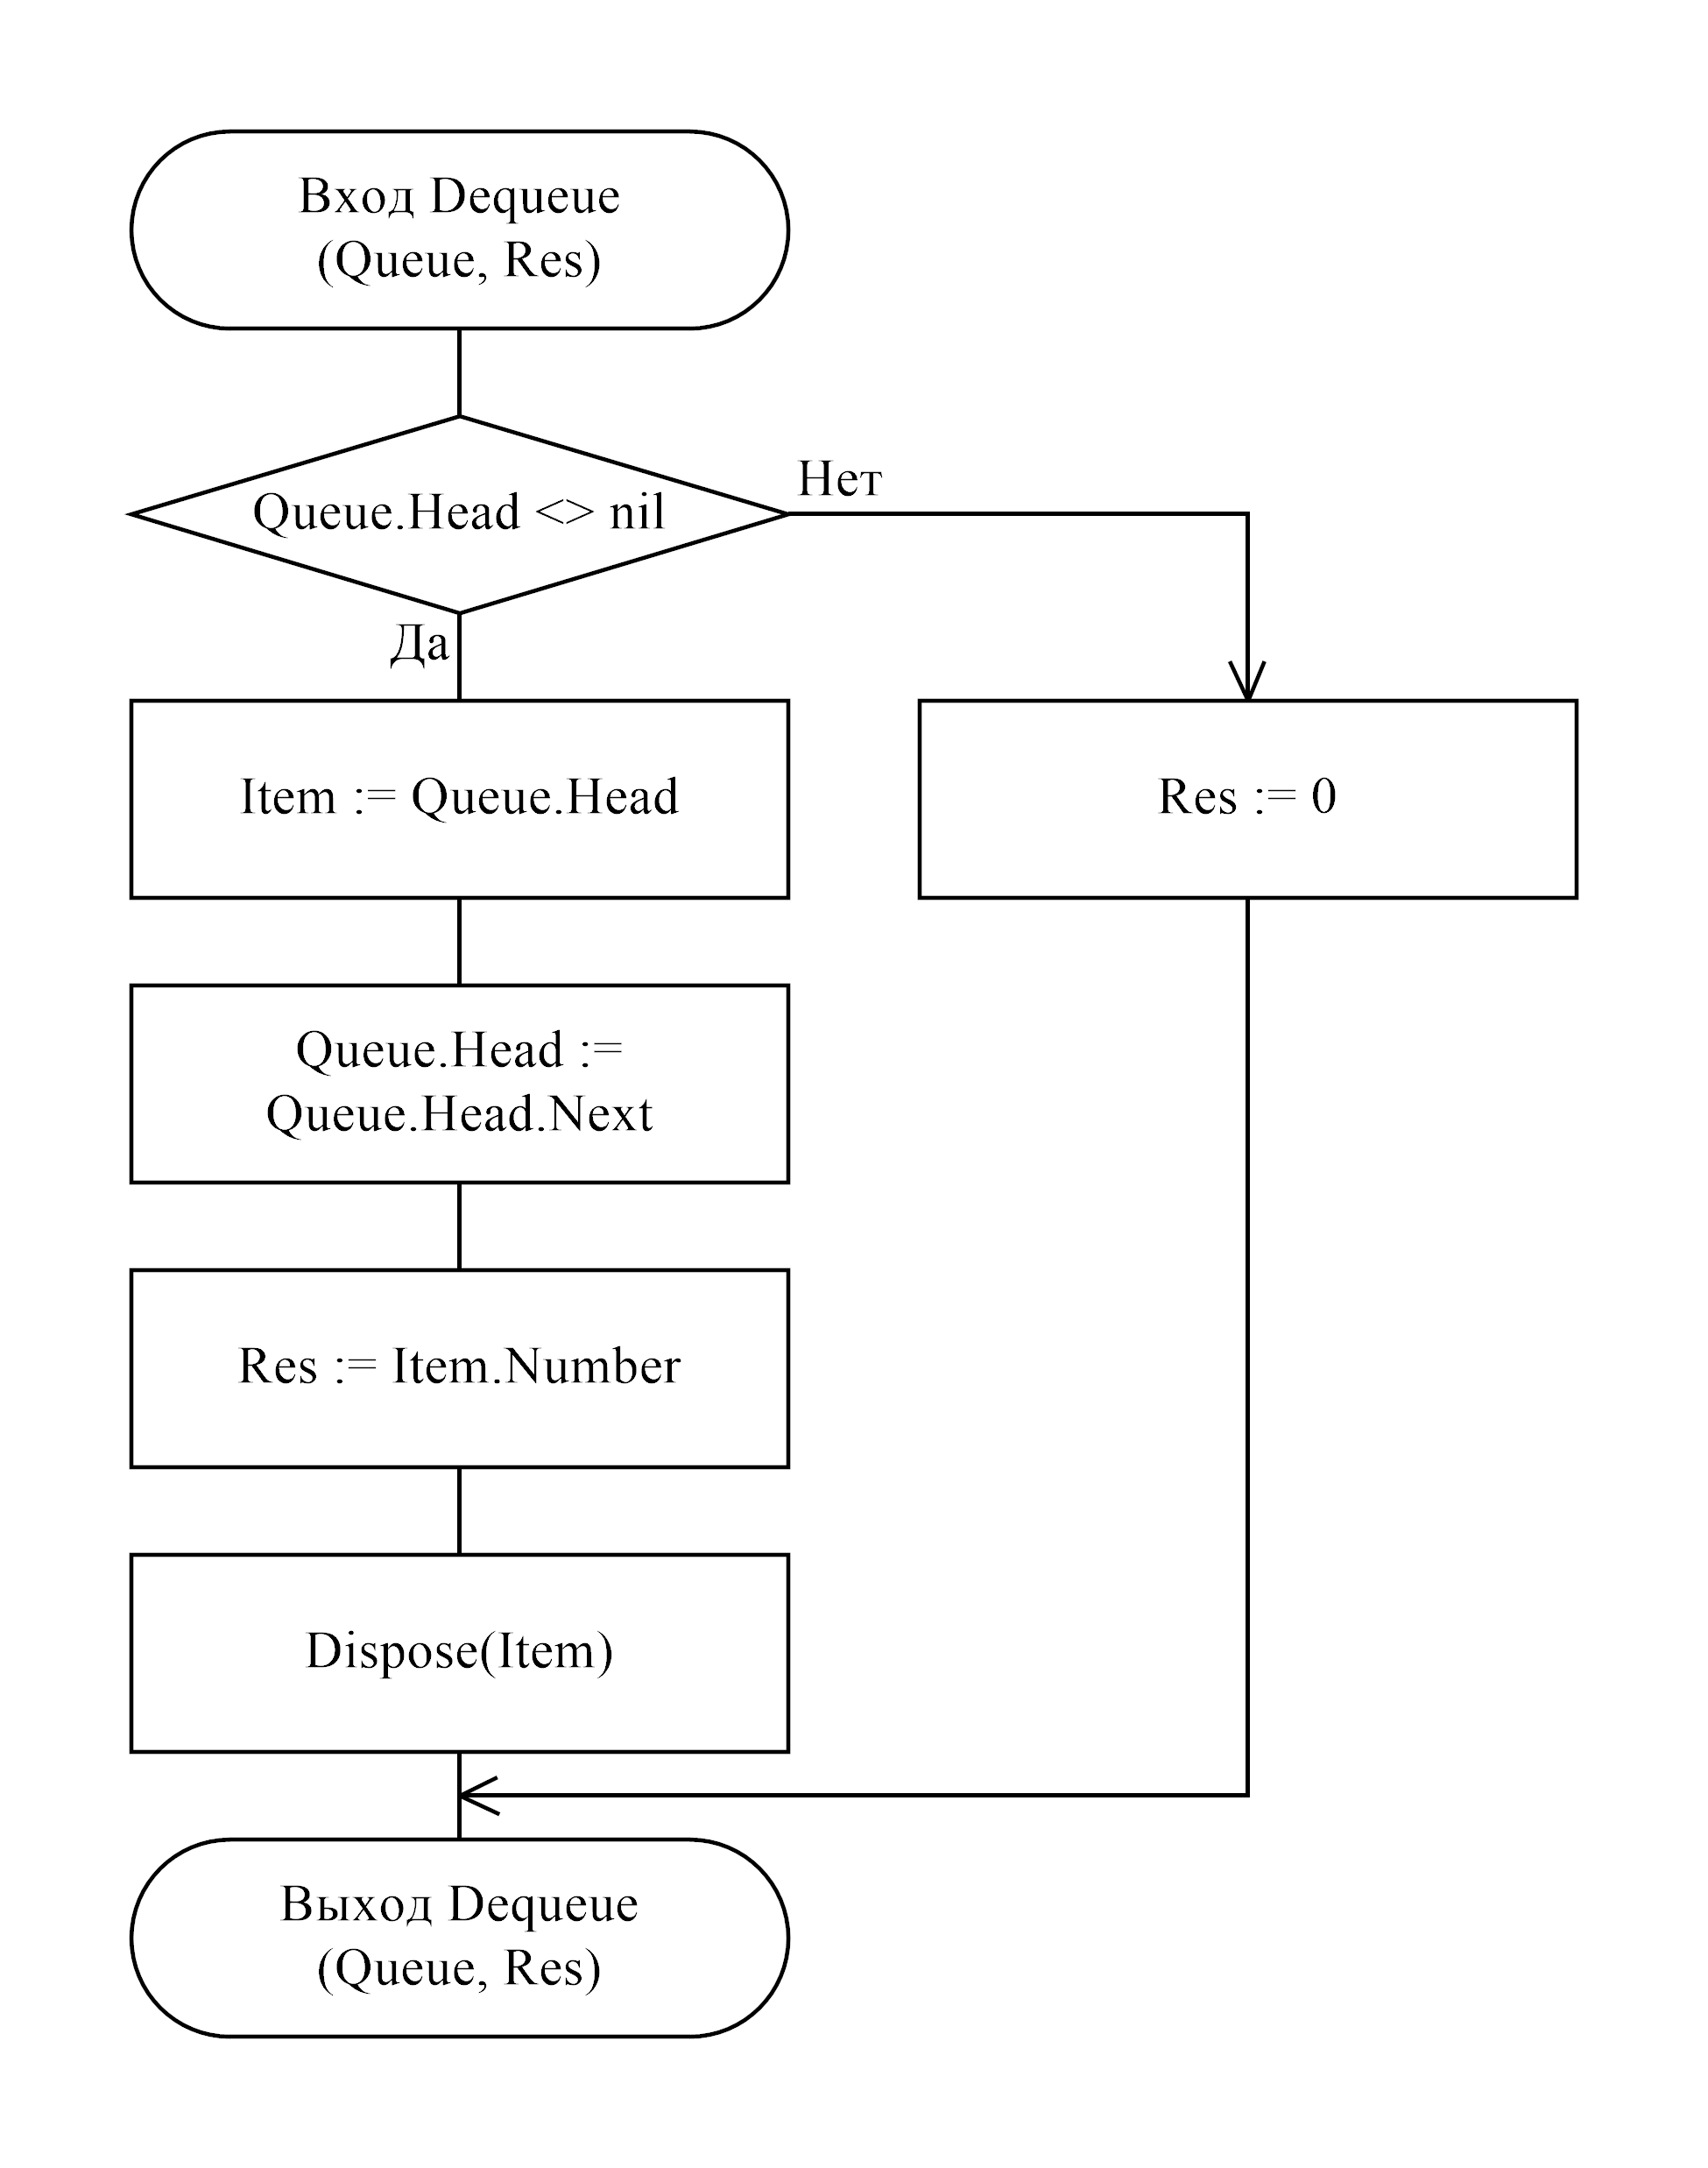 Вход Dequeue
(Queue, Res)
Queue.Head <> nil
Нет
Да
Item := Queue.Head
Res := 0
Queue.Head :=
Queue.Head.Next
Res := Item.Number
Dispose(Item)
Выход Dequeue
(Queue, Res)